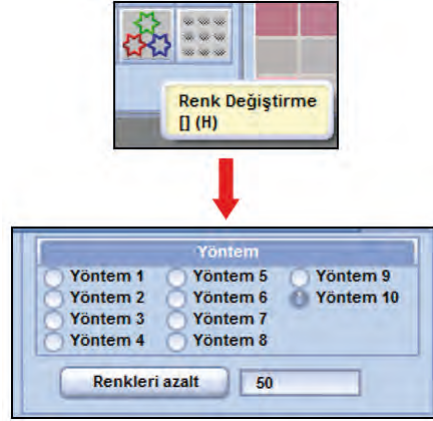 Renk Değiştirme
[] (H)
Yöntem
Yöntem 1 Yöntem 5 Yöntem 9
Yöntem 2 Yöntem 6 Yöntem 10
Yöntem 3 Yöntem 7
Yöntem 4 Yöntem 8
Renkleri azalt 50